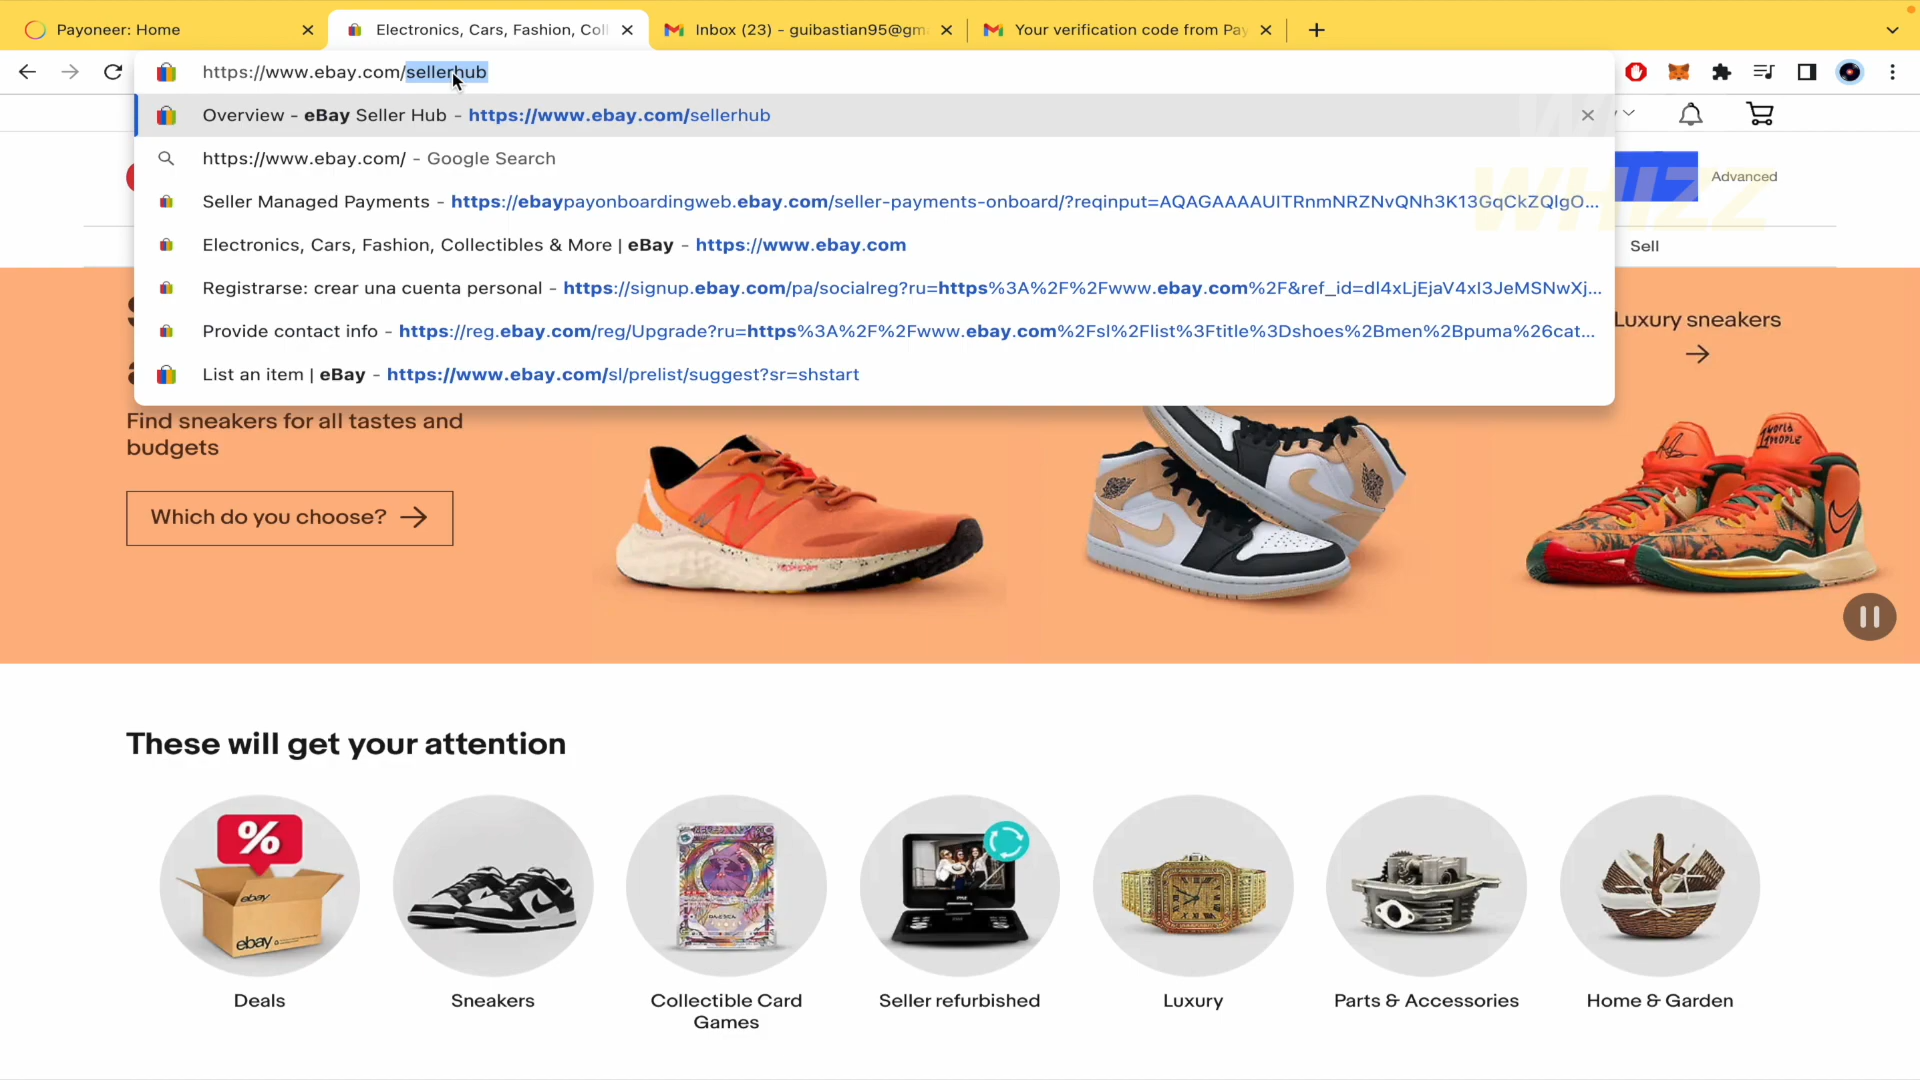 Payoneer: Home
Electronics, Cars, Fashion, Col
Inbox (23) - guibastian95@gm
Your verification code from Pay
https://www.ebay.com/sellerhub
Overview - eBay Seller Hub - https://www.ebay.com/sellerhub
https://www.ebay.com/ - Google Search
Advanced
WHIZZ
Seller Managed Payments - https://ebaypayonboardingweb.ebay.com/seller-payments-onboard/?reqinput=AQAGAAAAUITRnmNRZNvQNh3K13GqCkZQIgO...
Electronics, Cars, Fashion, Collectibles & More | eBay - https://www.ebay.com
Sell
Registrarse: crear una cuenta personal - https://signup.ebay.com/pa/socialreg?ru=https%3A%2F%2Fwww.ebay.com%2F&ref_id=dl4xLjEjaV4xI3JeMSNwXj...
Provide contact info - https://reg.ebay.com/reg/Upgrade?ru=https%3A%2F%2Fwww.ebay.com%2Fsl%2Flist%3Ftitle%3Dshoes%2Bmen%2Bpuma%26cat...
Luxury sneakers
List an item | eBay - https://www.ebay.com/sl/prelist/suggest?sr=shstart
Find sneakers for all tastes and
budgets
Which do you choose?
These will get your attention
%
ebay
ebay
Deals
Sneakers
Collectible Card
Games
Seller refurbished
Luxury
Parts & Accessories
Home & Garden